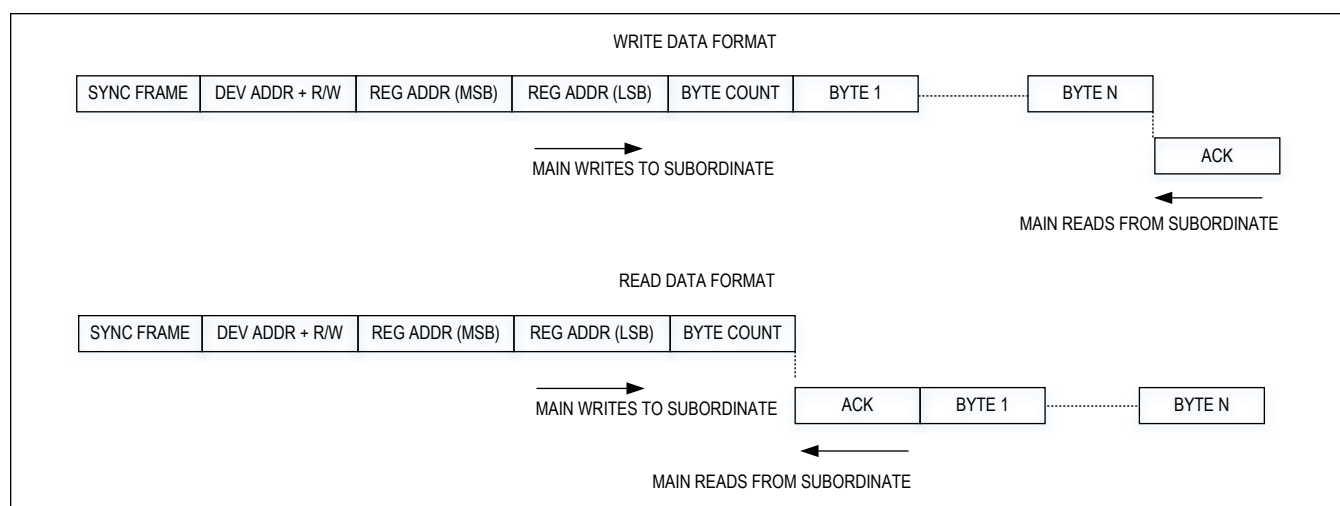 WRITE DATA FORMAT
SYNC FRAME DEV ADDR + R/W REG ADDR (MSB) REG ADDR (LSB) BYTE COUNT BYTE 1 BYTE N
ACK
MAIN WRITES TO SUBORDINATE
MAIN READS FROM SUBORDINATE
READ DATA FORMAT
SYNC FRAME DEV ADDR + R/W REG ADDR (MSB) REG ADDR (LSB) BYTE COUNT
MAIN WRITES TO SUBORDINATE ACK BYTE 1 BYTE N
MAIN READS FROM SUBORDINATE